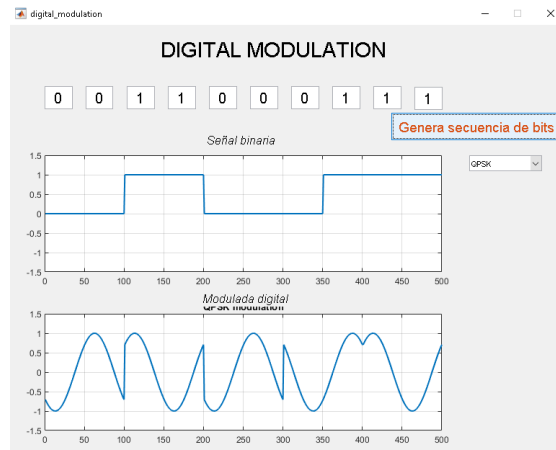 digital_modulation
DIGITAL MODULATION
0 0 1 1 0 0 0 1 1 1
Genera secuencia de bits
Señal binaria
QPSK
1.5
1
0.5
0
-0.5
-1
-1.5
0 50 100 150 200 250 300 350 400 450 500
Modulada digital
QPSK modulation
1.5
1
0.5
0
-0.5
-1
-1.5
0 50 100 150 200 250 300 350 400 450 500